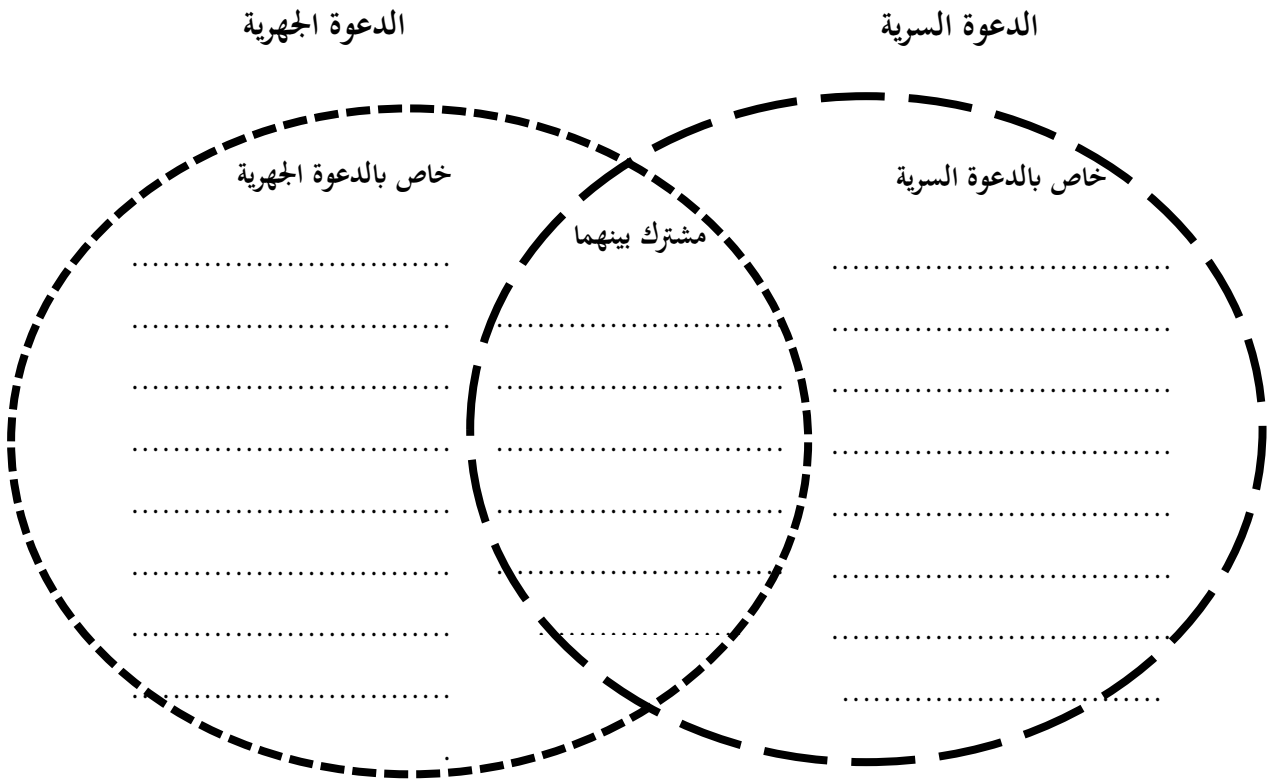 الدعوة السرية
الدعوة الجهرية
خاص بالدعوة السرية
خاص بالدعوة الجهرية
مشترك بينهما